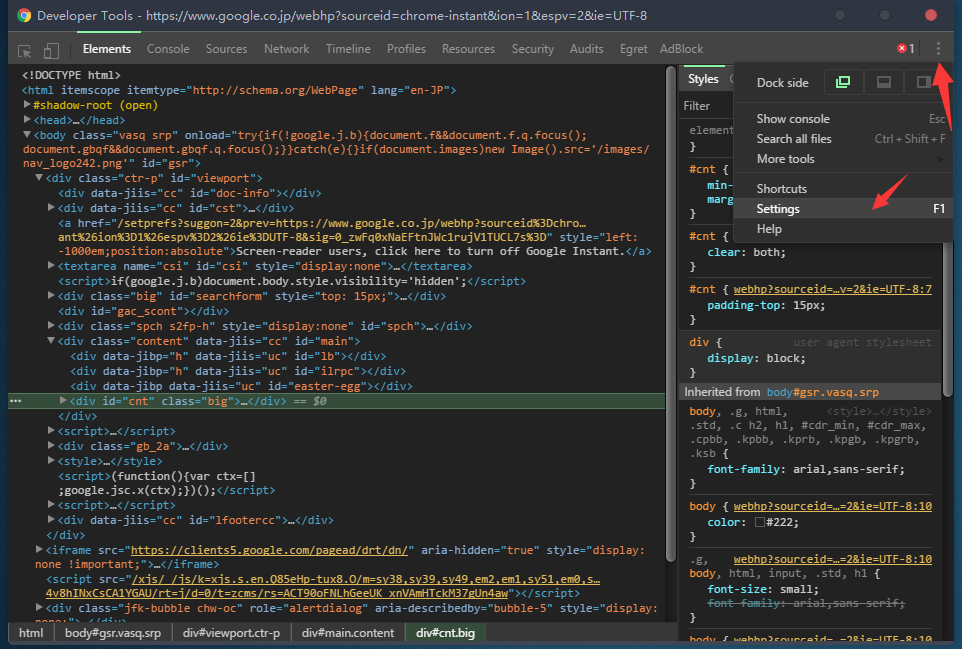 Developer Tools - https://www.google.co.jp/webhp?sourceid=chrome-instant&ion=1&espv=2&ie=UTF-8
Elements Console Sources Network Timeline Profiles Resources Security Audits Egret AdBlock 1
<!DOCTYPE html>
<html itemscope itemtype="http://schema.org/WebPage" lang="en-JP">
#shadow-root (open)
<head>…</head>
<body class="vasq srp" onload="try{if(!google.j.b){document.f&&document.f.q.focus();
document.gbqf&&document.gbqf.q.focus();}}catch(e){}if(document.images)new Image().src='/images/
nav_logo242.png'" id="gsr">
<div class="ctr-p" id="viewport">
<div data-jiis="cc" id="doc-info"></div>
<div data-jiis="cc" id="cst">…</div>
<a href="/setprefs?suggon=2&prev=https://www.google.co.jp/webhp?sourceid%3Dchro…
ant%26ion%3D1%26espv%3D2%26ie%3DUTF-8&sig=0_zwFq0xNaEFtnJWc1rujV1TUCL7s%3D" style="left:
-1000em;position:absolute">Screen-reader users, click here to turn off Google Instant.</a>
<textarea name="csi" id="csi" style="display:none">…</textarea>
<script>if(google.j.b)document.body.style.visibility='hidden';</script>
<div class="big" id="searchform" style="top: 15px;">…</div>
<div id="gac_scont"></div>
<div class="spch s2fp-h" style="display:none" id="spch">…</div>
<div class="content" data-jiis="cc" id="main">
<div data-jibp="h" data-jiis="uc" id="lb"></div>
<div data-jibp="h" data-jiis="uc" id="ilrpc"></div>
<div data-jibp data-jiis="uc" id="easter-egg"></div>
<div id="cnt" class="big">…</div> == $0
</div>
<script>…</script>
<div class="gb_2a">…</div>
<style>…</style>
<script>(function(){var ctx=[]
;google.jsc.x(ctx);})();</script>
<script>…</script>
<div data-jiis="cc" id="lfootercc">…</div>
</div>
<iframe src="https://clients5.google.com/pagead/drt/dn/" aria-hidden="true" style="display:
none !important;">…</iframe>
<script src="/xjs/_/js/k=xjs.s.en.O85eHp-tux8.O/m=sy38,sy39,sy49,em2,em1,sy51,em0,s…
4v8hINxCsCA1YGAU/rt=j/d=0/t=zcms/rs=ACT90oFNLhGeeUK_xnVAmHTckM37gUn4aw"></script>
<div class="jfk-bubble chw-oc" role="alertdialog" aria-describedby="bubble-5" style="display:
html body#gsr.vasq.srp div#viewport.ctr-p div#main.content div#cnt.big
Styles
Filter
element
}
#cnt {
min-
marg
}
#cnt {
clear: both;
}
#cnt { webhp?sourceid…v=2&ie=UTF-8:7
padding-top: 15px;
}
div { user agent stylesheet
display: block;
}
Inherited from body#gsr.vasq.srp
body, .g, html, <style>…</style>
.std, .c h2, h1, #cdr_min, #cdr_max,
.cpbb, .kpbb, .kprb, .kpgb, .kpgrb,
.ksb {
font-family: arial,sans-serif;
}
body { webhp?sourceid=…=2&ie=UTF-8:10
color: #222;
}
.g, webhp?sourceid=…=2&ie=UTF-8:10
body, html, input, .std, h1 {
font-size: small;
font-family: arial,sans-serif;
}
body { webhp?sourceid=…=2&ie=UTF-8:10
Dock side
Show console Esc
Search all files Ctrl + Shift + F
More tools
Shortcuts
Settings F1
Help